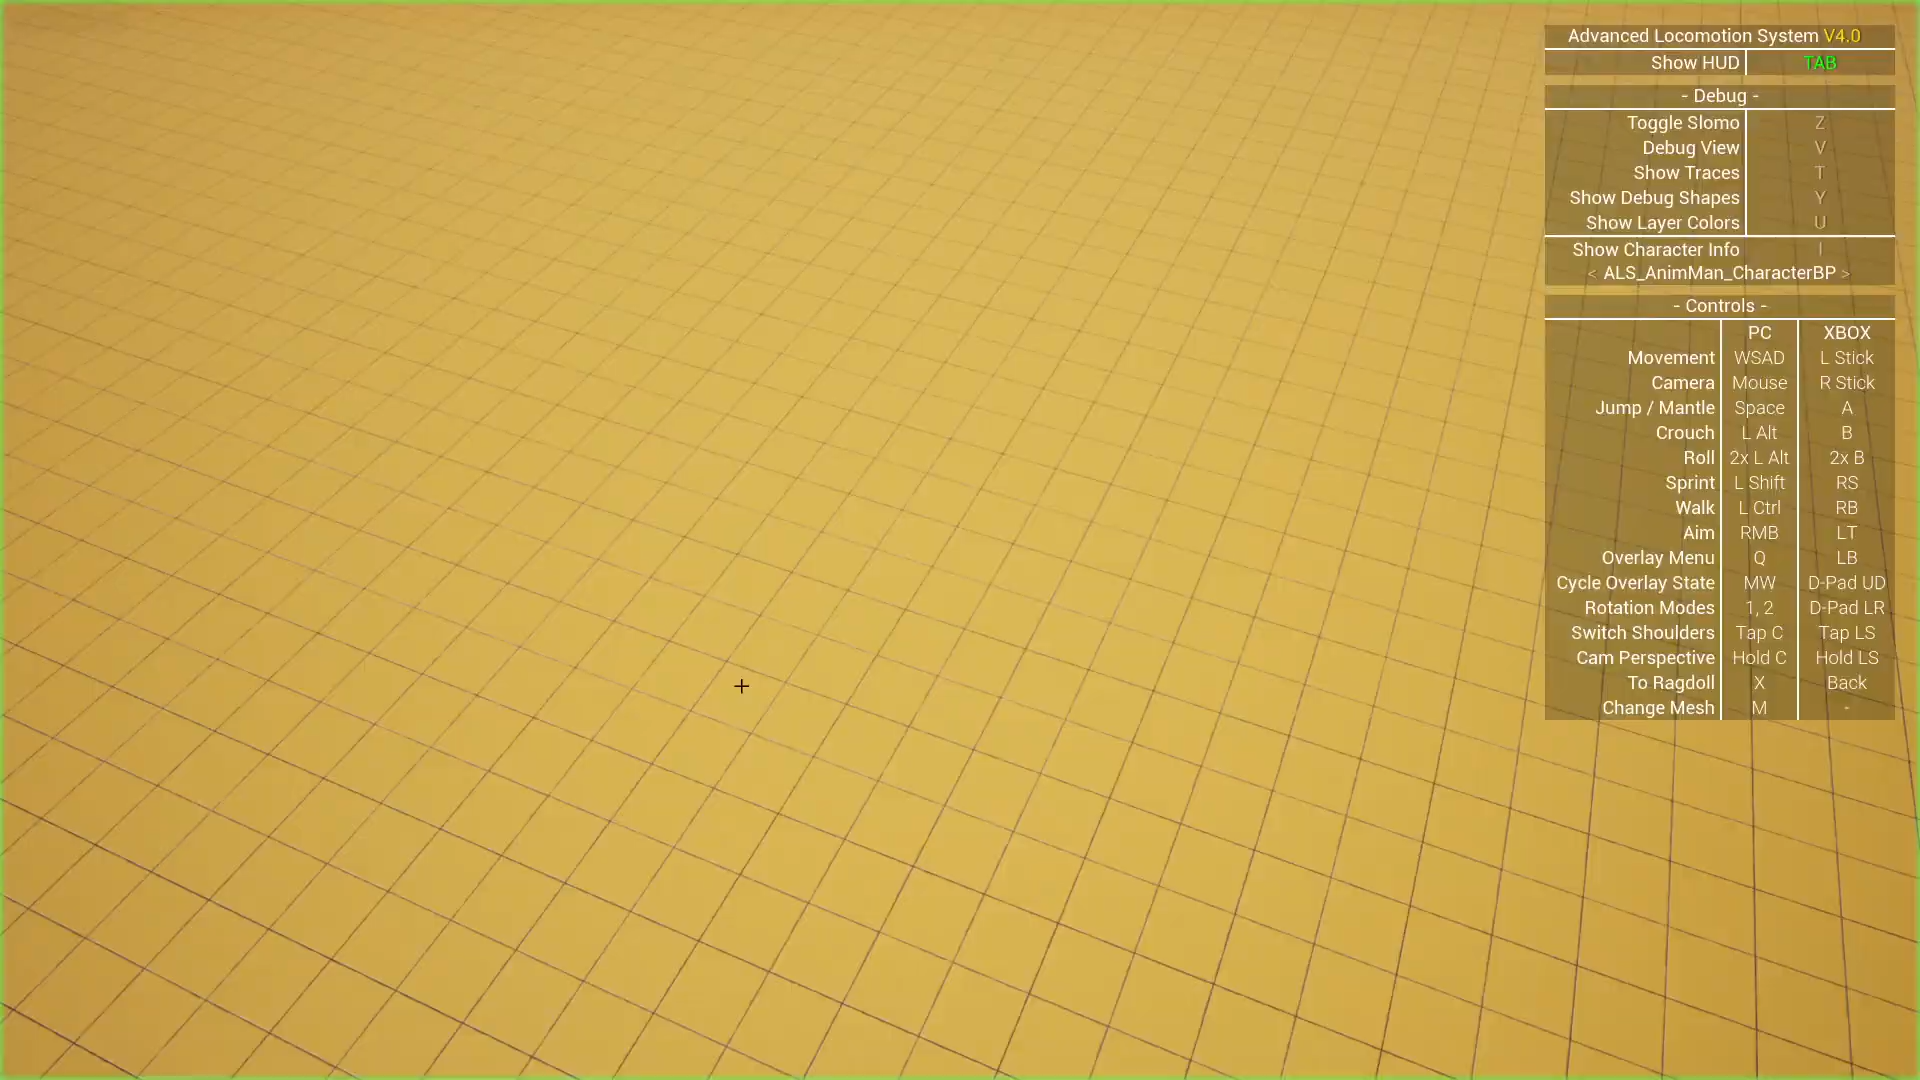 Advanced Locomotion System V4.0
Show HUD TAB
- Debug -
Toggle Slomo Z
Debug View V
Show Traces T
Show Debug Shapes Y
Show Layer Colors U
Show Character Info I
< ALS_AnimMan_CharacterBP >
- Controls -
PC XBOX
Movement WSAD L Stick
Camera Mouse R Stick
Jump / Mantle Space A
Crouch L Alt B
Roll 2x L Alt 2x B
Sprint L Shift RS
Walk L Ctrl RB
Aim RMB LT
Overlay Menu Q LB
Cycle Overlay State MW D-Pad UD
Rotation Modes 1, 2 D-Pad LR
Switch Shoulders Tap C Tap LS
Cam Perspective Hold C Hold LS
To Ragdoll X Back
Change Mesh M -